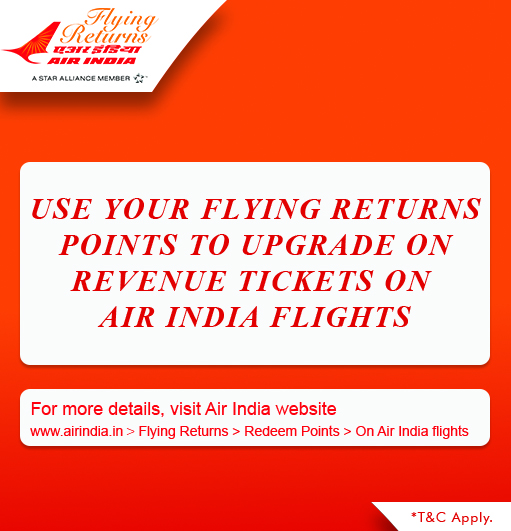 Flying
Returns
एअर इंडिया
AIR INDIA
A STAR ALLIANCE MEMBER
USE YOUR FLYING RETURNS
POINTS TO UPGRADE ON
REVENUE TICKETS ON
AIR INDIA FLIGHTS
For more details, visit Air India website
www.airindia.in > Flying Returns > Redeem Points > On Air India flights
*T&C Apply.